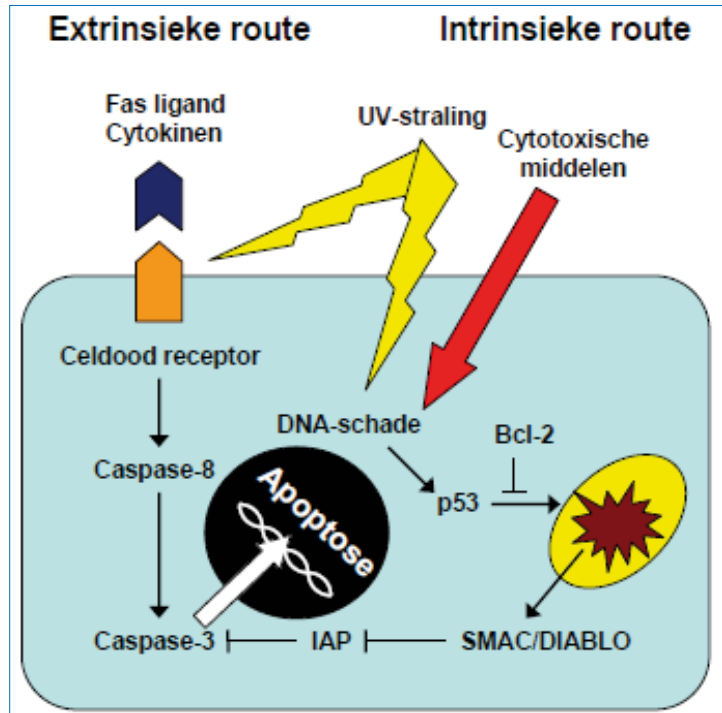 Extrinsieke route
Intrinsieke route
Fas ligand
Cytokinen
UV-straling
Cytotoxische
middelen
Celdood receptor
DNA-schade
Bcl-2
Caspase-8
Apoptose
p53
Caspase-3
IAP
SMAC/DIABLO